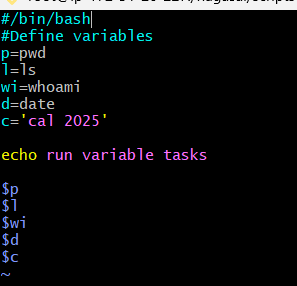 #/bin/bash
#Define variables
p=pwd
l=ls
wi=whoami
d=date
c='cal 2025'
echo run variable tasks
$p
$l
$wi
$d
$c
~